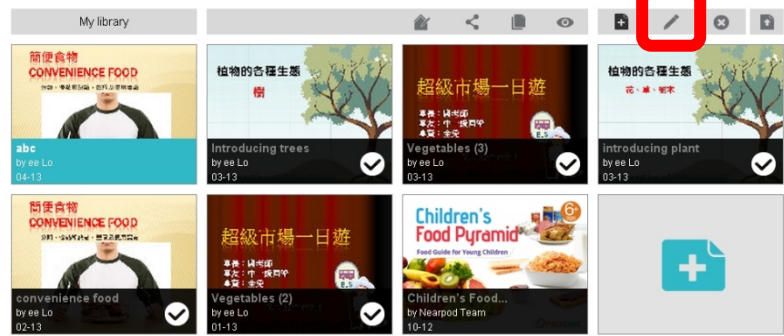 My library
簡便食物
CONVENIENCE FOOD
abc
by ee Lo
04-13
植物的各種生態
樹
Introducing trees
by ee Lo
03-13
超級市場一日遊
Vegetables (3)
by ee Lo
03-13
植物的各種生態
花、草、樹木
introducing plant
by ee Lo
03-13
簡便食物
CONVENIENCE FOOD
convenience food
by ee Lo
02-13
超級市場一日遊
Vegetables (2)
by ee Lo
01-13
Children's
Food Pyramid
Food Guide for Young Children
6+
Children's Food...
by Nearpod Team
10-12